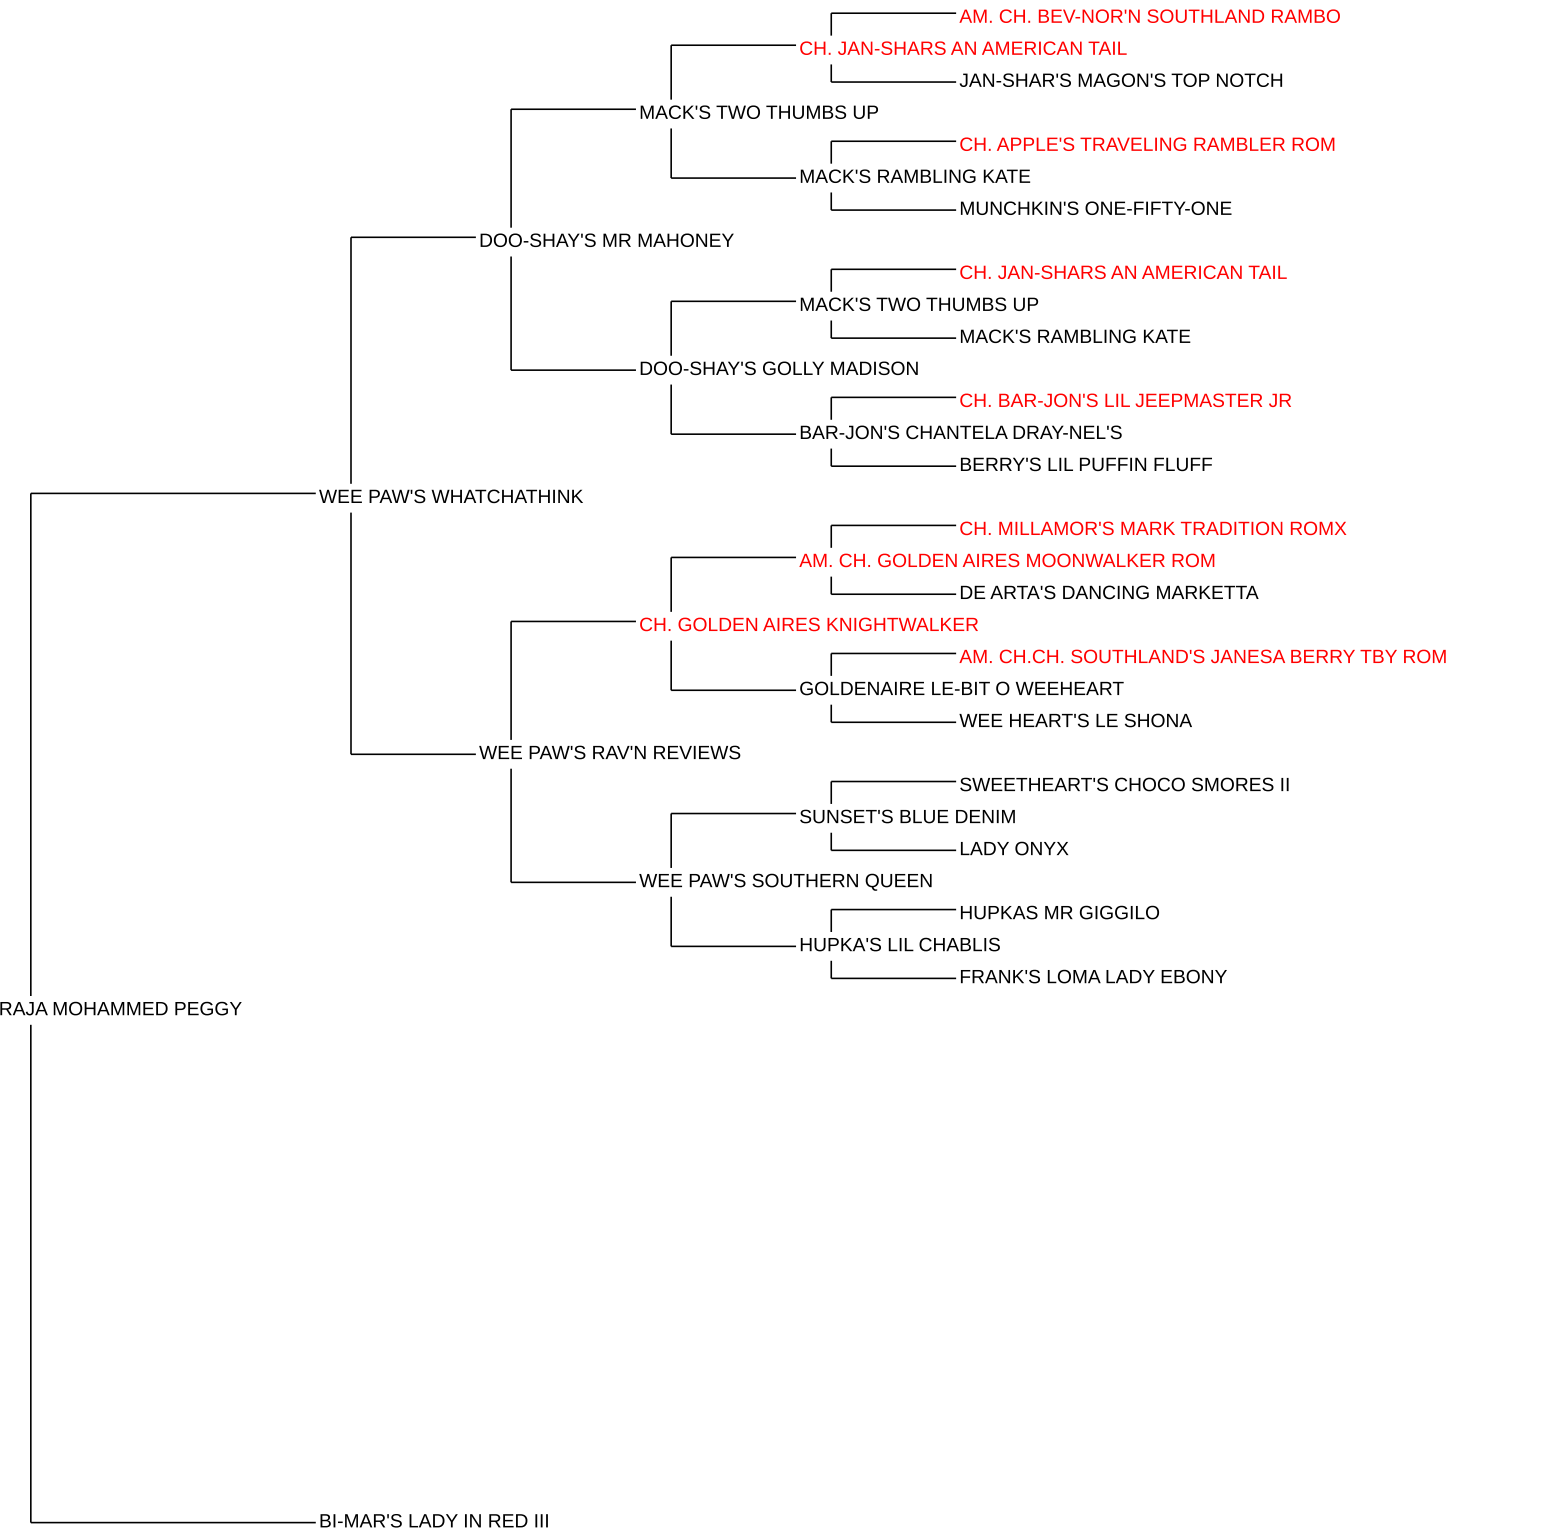 AM. CH. BEV-NOR'N SOUTHLAND RAMBO
CH. JAN-SHARS AN AMERICAN TAIL
JAN-SHAR'S MAGON'S TOP NOTCH
MACK'S TWO THUMBS UP
CH. APPLE'S TRAVELING RAMBLER ROM
MACK'S RAMBLING KATE
MUNCHKIN'S ONE-FIFTY-ONE
DOO-SHAY'S MR MAHONEY
CH. JAN-SHARS AN AMERICAN TAIL
MACK'S TWO THUMBS UP
MACK'S RAMBLING KATE
DOO-SHAY'S GOLLY MADISON
CH. BAR-JON'S LIL JEEPMASTER JR
BAR-JON'S CHANTELA DRAY-NEL'S
BERRY'S LIL PUFFIN FLUFF
WEE PAW'S WHATCHATHINK
CH. MILLAMOR'S MARK TRADITION ROMX
AM. CH. GOLDEN AIRES MOONWALKER ROM
DE ARTA'S DANCING MARKETTA
CH. GOLDEN AIRES KNIGHTWALKER
AM. CH.CH. SOUTHLAND'S JANESA BERRY TBY ROM
GOLDENAIRE LE-BIT O WEEHEART
WEE HEART'S LE SHONA
WEE PAW'S RAV'N REVIEWS
SWEETHEART'S CHOCO SMORES II
SUNSET'S BLUE DENIM
LADY ONYX
WEE PAW'S SOUTHERN QUEEN
HUPKAS MR GIGGILO
HUPKA'S LIL CHABLIS
FRANK'S LOMA LADY EBONY
RAJA MOHAMMED PEGGY
BI-MAR'S LADY IN RED III